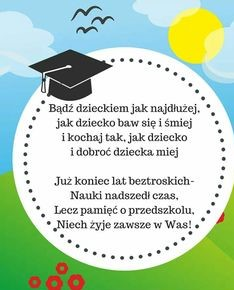 Bądź dzieckiem jak najdłużej,
jak dziecko baw się i śmiej
i kochaj tak, jak dziecko
i dobroć dziecka miej
Już koniec lat beztroskich-
Nauki nadszedł czas,
Lecz pamięć o przedszkolu,
Niech żyje zawsze w Was!